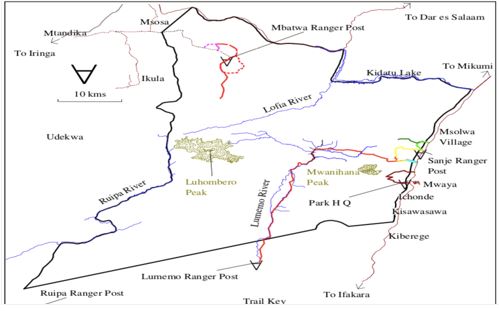 To Dar es Salaam
Msosa
Mtandika
Mbatwa Ranger Post
To Iringa
To Mikumi
Kidatu Lake
Ikula
10 kms
Lofia River
Msolwa
Village
Udekwa
Sanje Ranger
Post
Mwanihana
Peak
Luhombero
Peak
Mwaya
Ruipa River
Lumemo River
Park H Q
Ichonde
Kisawasawa
Kiberege
Lumemo Ranger Post
Ruipa Ranger Post
To Ifakara
Trail Key